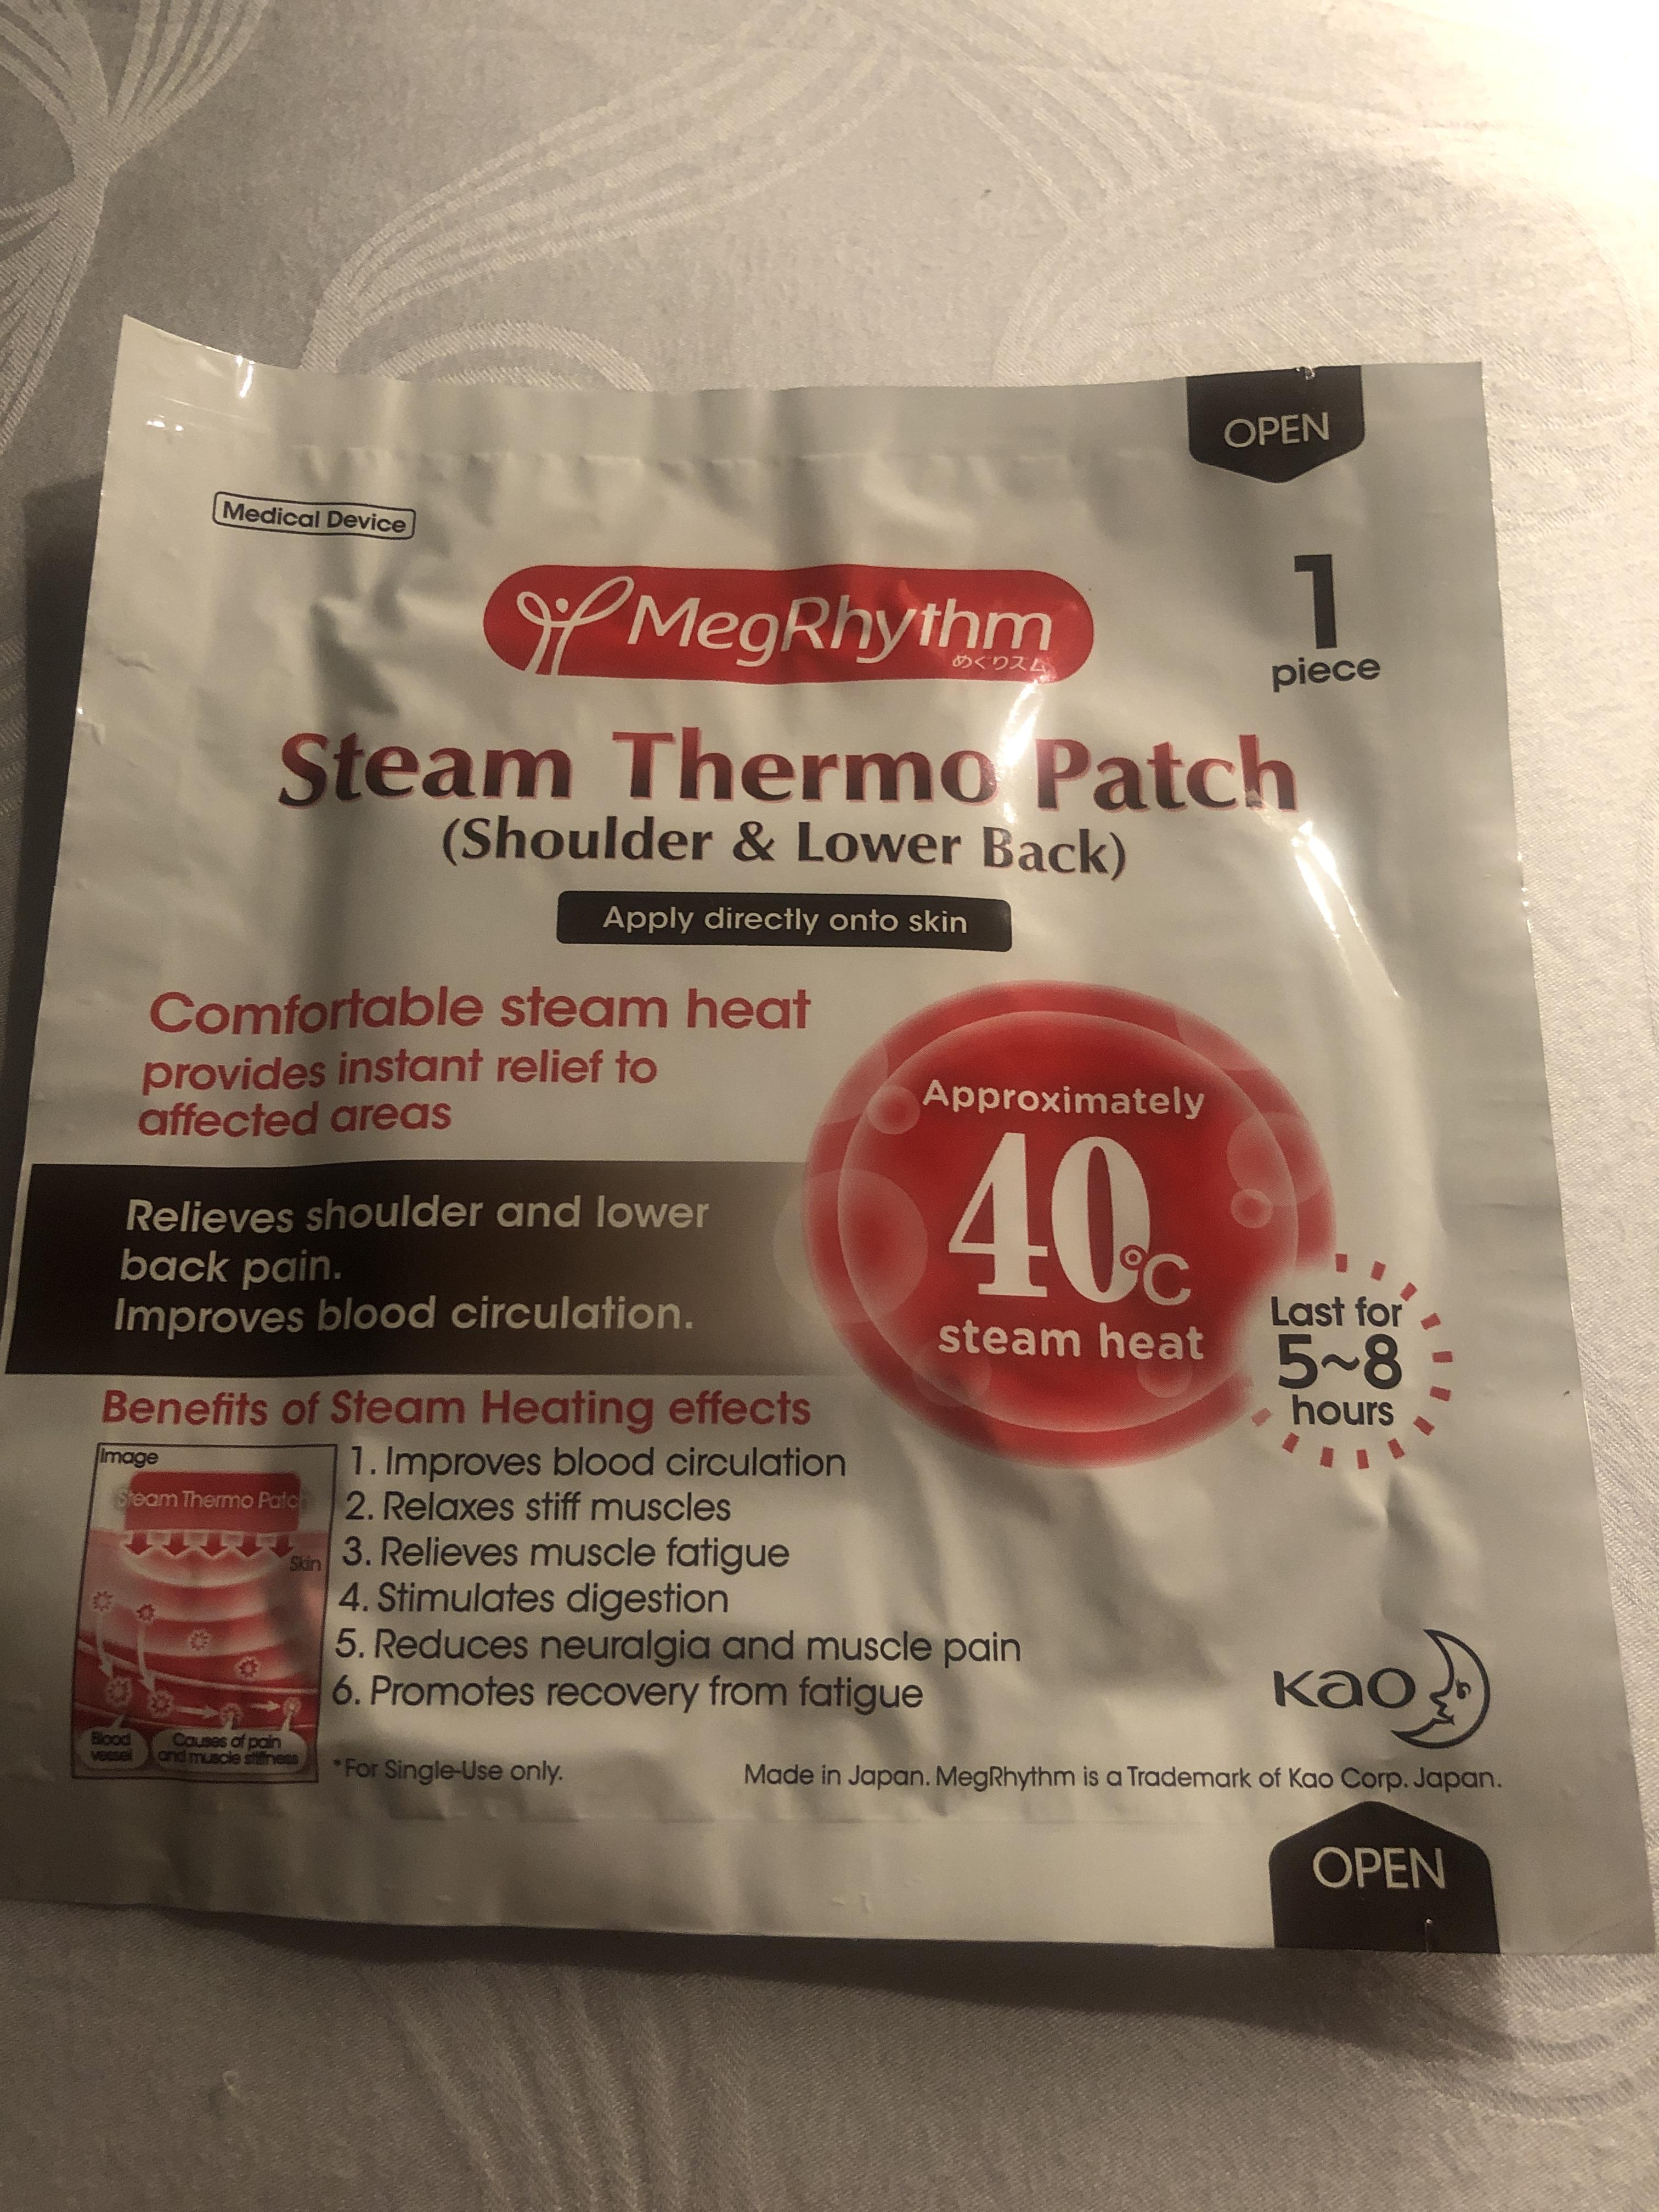 OPEN
Medical Device
MegRhythm
めぐりズム
1
piece
Steam Thermo Patch
(Shoulder & Lower Back)
Apply directly onto skin
Comfortable steam heat
provides instant relief to
affected areas
Approximately
40°C
steam heat
Relieves shoulder and lower
back pain.
Improves blood circulation.
Last for
5~8
hours
Benefits of Steam Heating effects
Image
Steam Thermo Patch
Skin
Blood
vessel
Causes of pain
and muscle stiffness
1. Improves blood circulation
2. Relaxes stiff muscles
3. Relieves muscle fatigue
4. Stimulates digestion
5. Reduces neuralgia and muscle pain
6. Promotes recovery from fatigue
Kao
*For Single-Use only.
Made in Japan. MegRhythm is a Trademark of Kao Corp. Japan.
OPEN